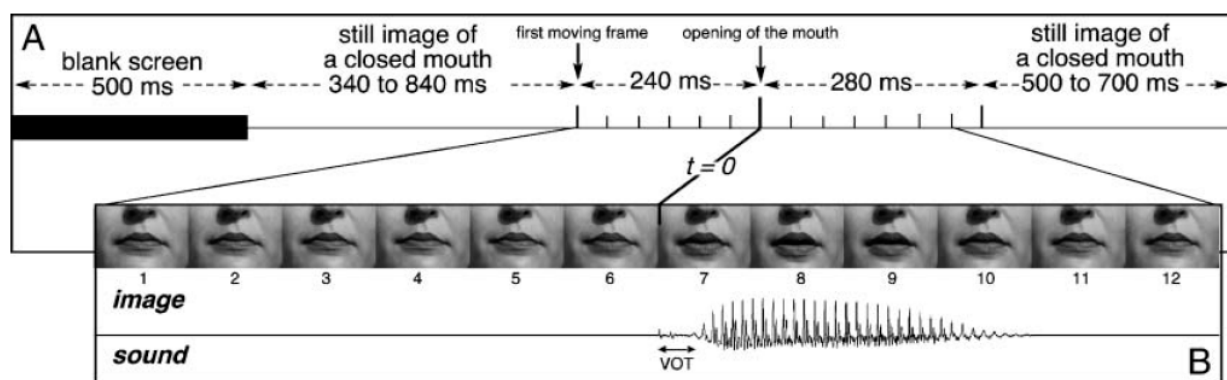 A
blank screen
500 ms
still image of
a closed mouth
340 to 840 ms
first moving frame
240 ms
opening of the mouth
280 ms
still image of
a closed mouth
500 to 700 ms
t = 0
1 2 3 4 5 6 7 8 9 10 11 12
image
sound
VOT
B